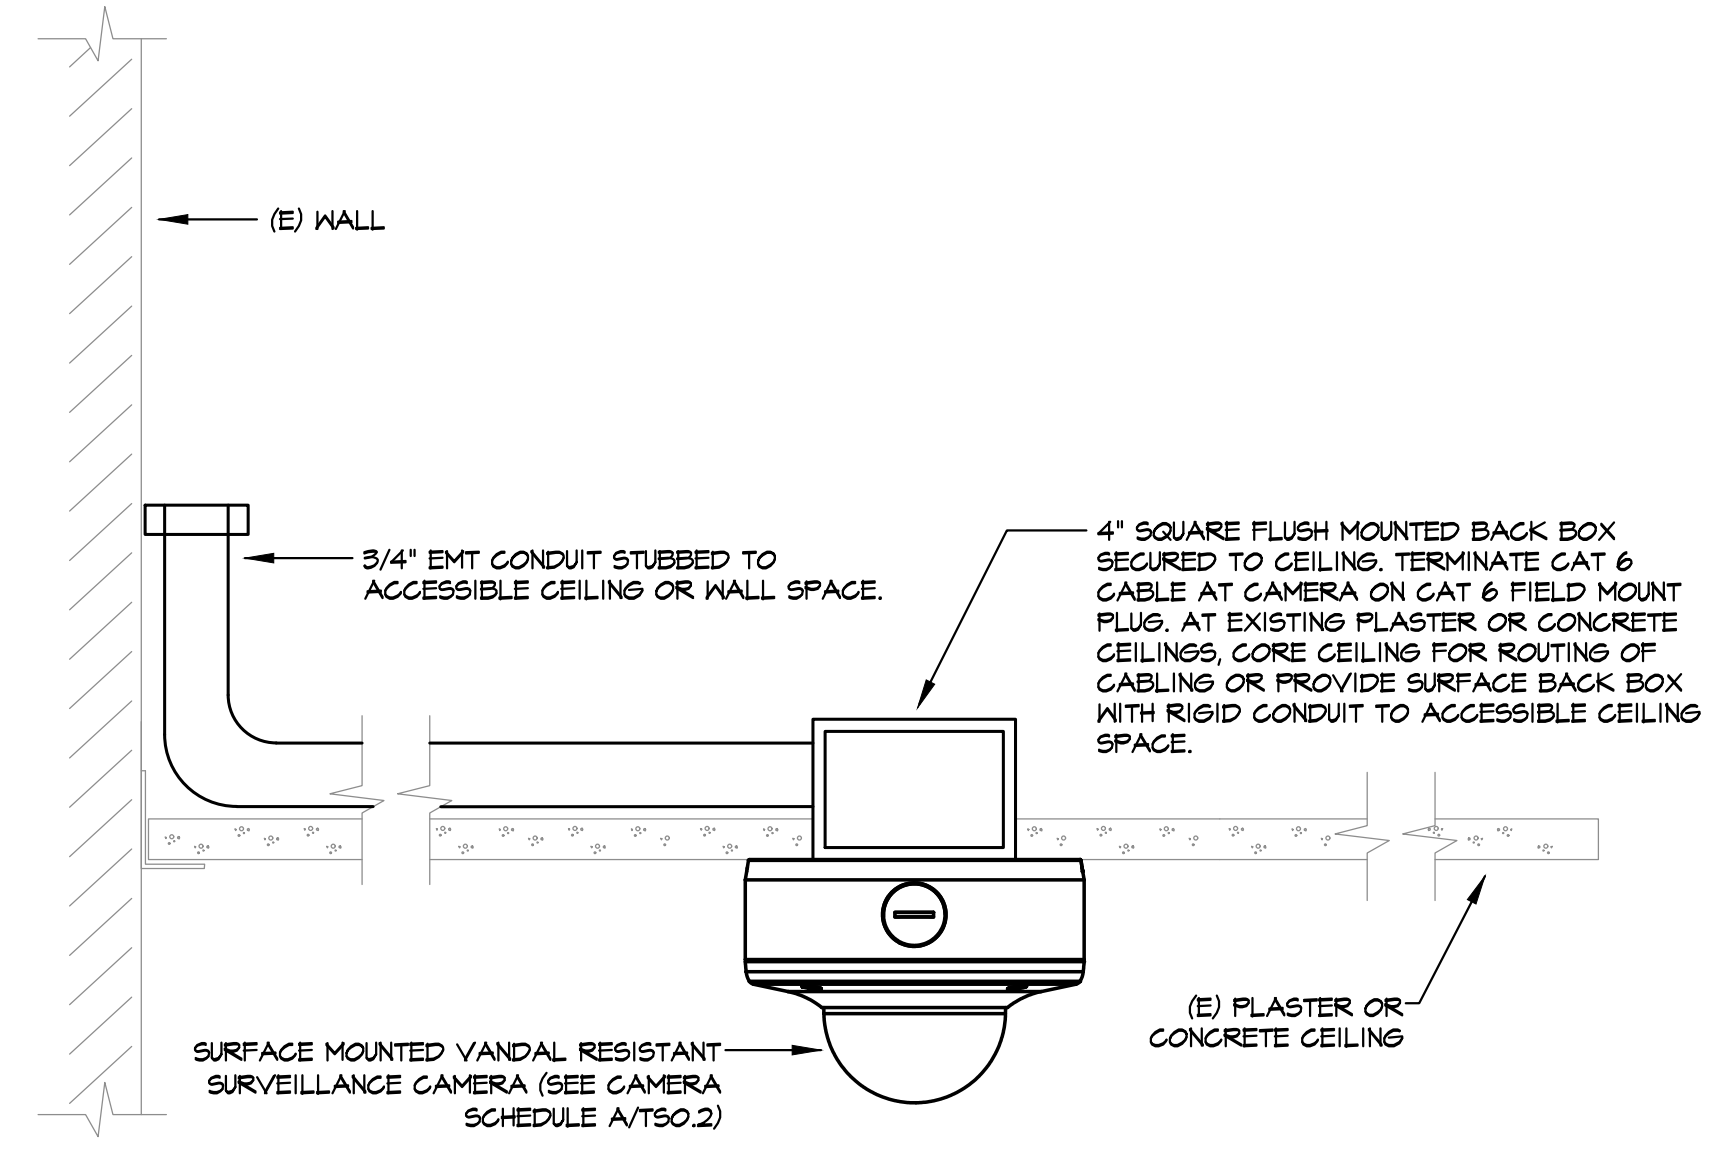 (E) WALL
3/4" EMT CONDUIT STUBBED TO
ACCESSIBLE CEILING OR WALL SPACE.
4" SQUARE FLUSH MOUNTED BACK BOX
SECURED TO CEILING. TERMINATE CAT 6
CABLE AT CAMERA ON CAT 6 FIELD MOUNT
PLUG. AT EXISTING PLASTER OR CONCRETE
CEILINGS, CORE CEILING FOR ROUTING OF
CABLING OR PROVIDE SURFACE BACK BOX
WITH RIGID CONDUIT TO ACCESSIBLE CEILING
SPACE.
(E) PLASTER OR
CONCRETE CEILING
SURFACE MOUNTED VANDAL RESISTANT
SURVEILLANCE CAMERA (SEE CAMERA
SCHEDULE A/TS0.2)